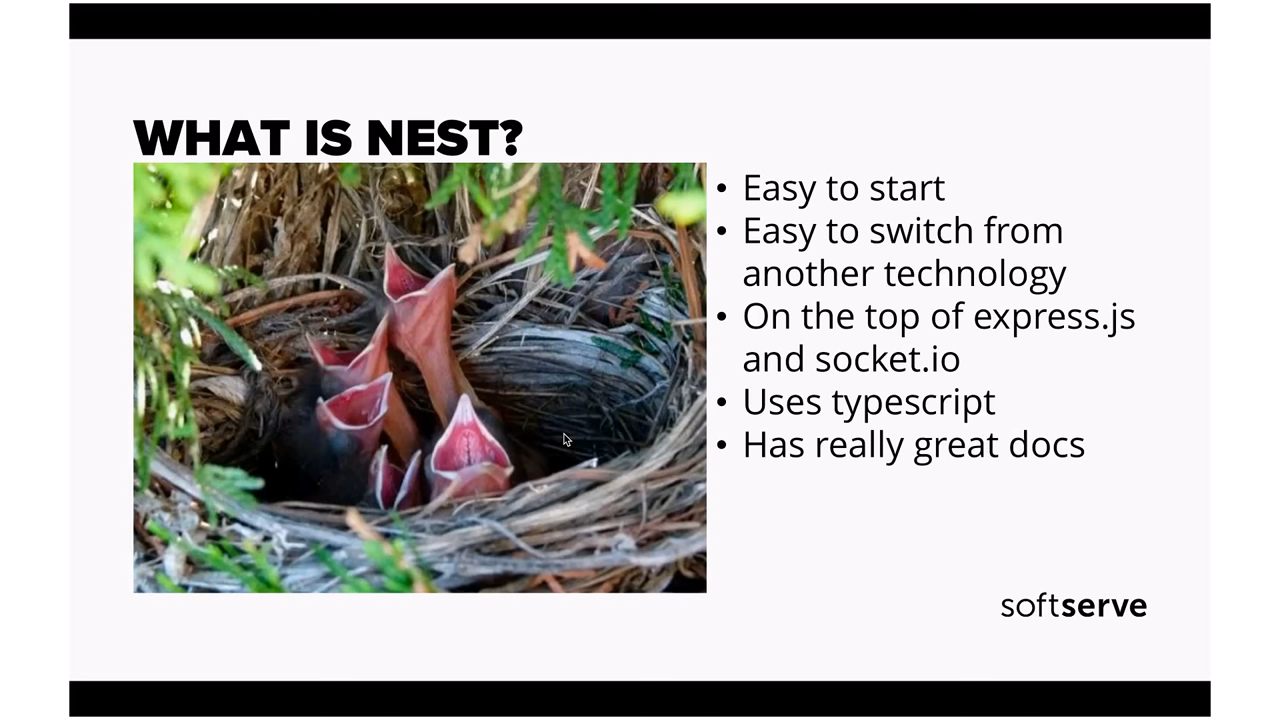 WHAT IS NEST?
• Easy to start
• Easy to switch from
another technology
• On the top of express.js
and socket.io
• Uses typescript
• Has really great docs
softserve